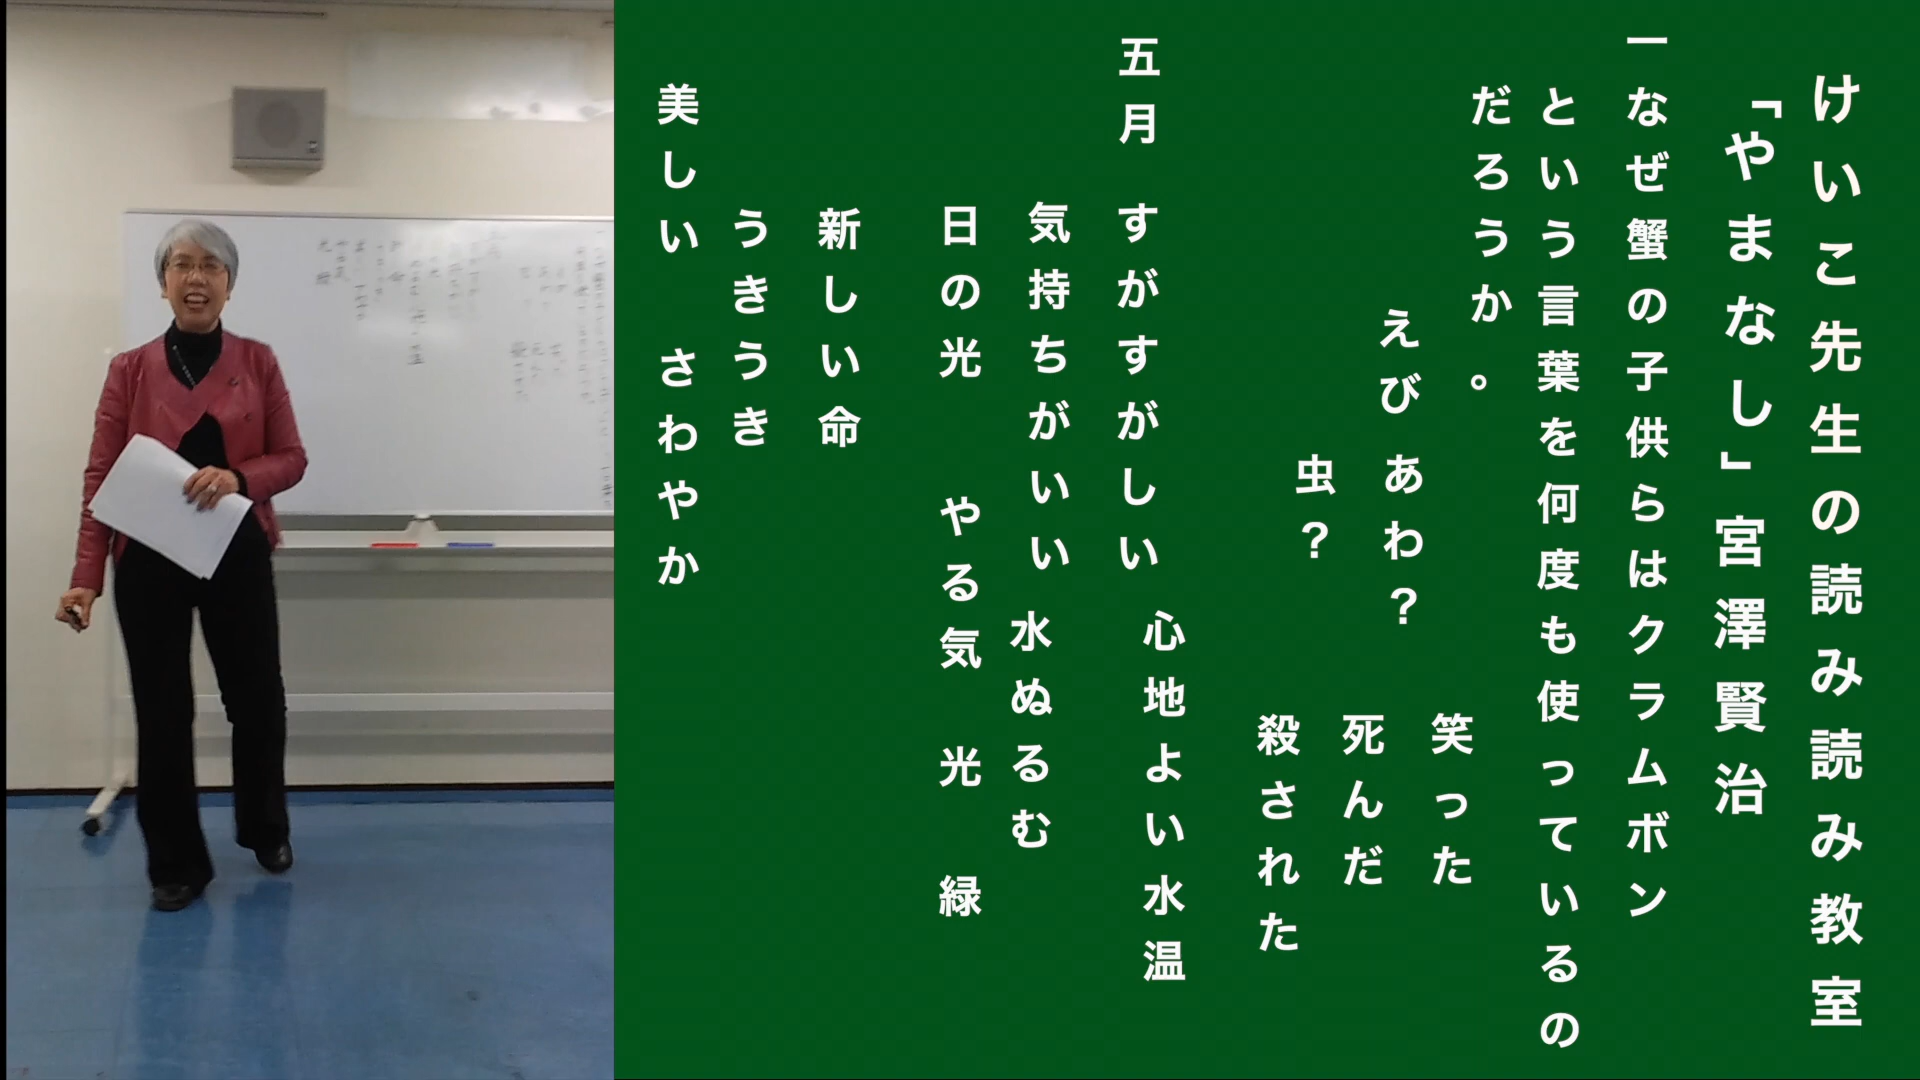 けいこ先生の読み読み教室
「やまなし」宮澤賢治
一なぜ蟹の子供らはクラムボン
という言葉を何度も使っているの
だろうか。
笑った
えび あわ?
死んだ
虫?
殺された
五月 すがすがしい 心地よい水温
気持ちがいい 水ぬるむ
日の光 やる気 光 緑
新しい命
うきうき
美しい さわやか